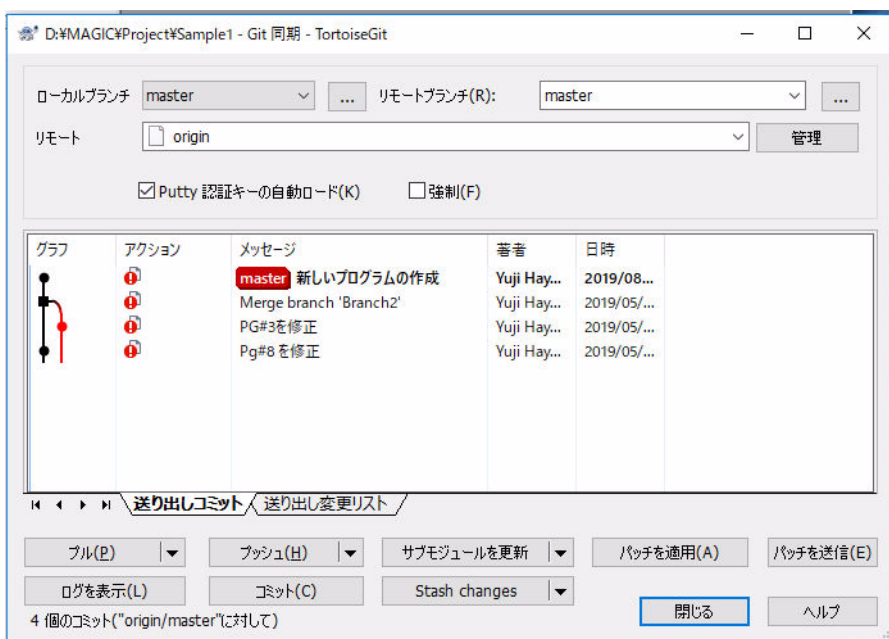 D:¥MAGIC¥Project¥Sample1 - Git 同期 - TortoiseGit
ローカルブランチ master ... リモートブランチ(R): master ...
リモート origin 管理
Putty 認証キーの自動ロード(K) 強制(F)
グラフ アクション メッセージ 著者 日時
master 新しいプログラムの作成 Yuji Hay... 2019/08...
Merge branch 'Branch2' Yuji Hay... 2019/05/...
PG#3を修正 Yuji Hay... 2019/05/...
Pg#8 を修正 Yuji Hay... 2019/05/...
送り出しコミット 送り出し変更リスト
プル(P) プッシュ(H) サブモジュールを更新 パッチを適用(A) パッチを送信(E)
ログを表示(L) コミット(C) Stash changes 閉じる ヘルプ
4 個のコミット("origin/master"に対して)